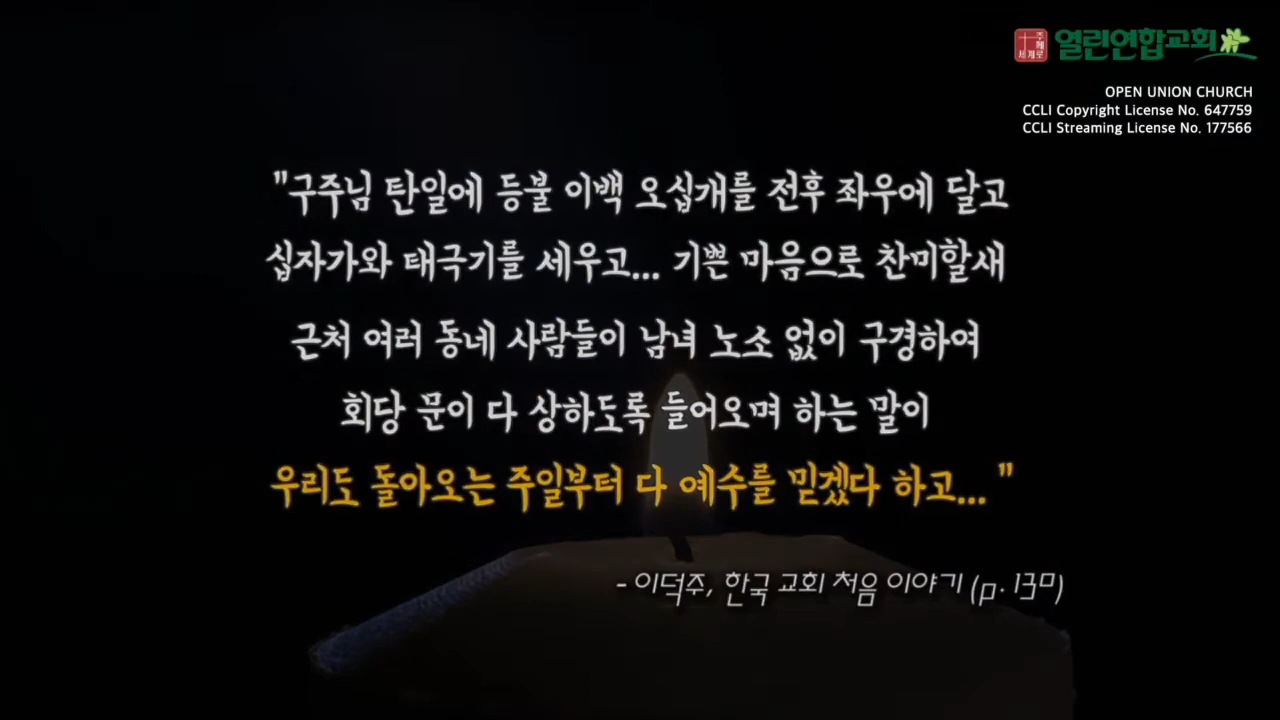 주께 세계로
열린연합교회
OPEN UNION CHURCH
CCLI Copyright License No. 647759
CCLI Streaming License No. 177566
"구주님 탄일에 등불 이백 오십개를 전후 좌우에 달고
십자가와 태극기를 세우고... 기쁜 마음으로 찬미할새
근처 여러 동네 사람들이 남녀 노소 없이 구경하여
회당 문이 다 상하도록 들어오며 하는 말이
우리도 돌아오는 주일부터 다 예수를 믿겠다 하고... "
- 이덕주, 한국 교회 처음 이야기 (p. 130)